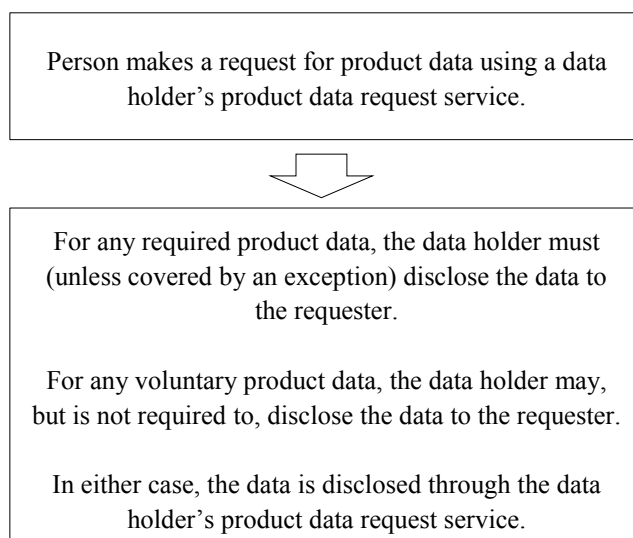 Person makes a request for product data using a data
holder’s product data request service.
For any required product data, the data holder must
(unless covered by an exception) disclose the data to
the requester.
For any voluntary product data, the data holder may,
but is not required to, disclose the data to the requester.
In either case, the data is disclosed through the data
holder’s product data request service.